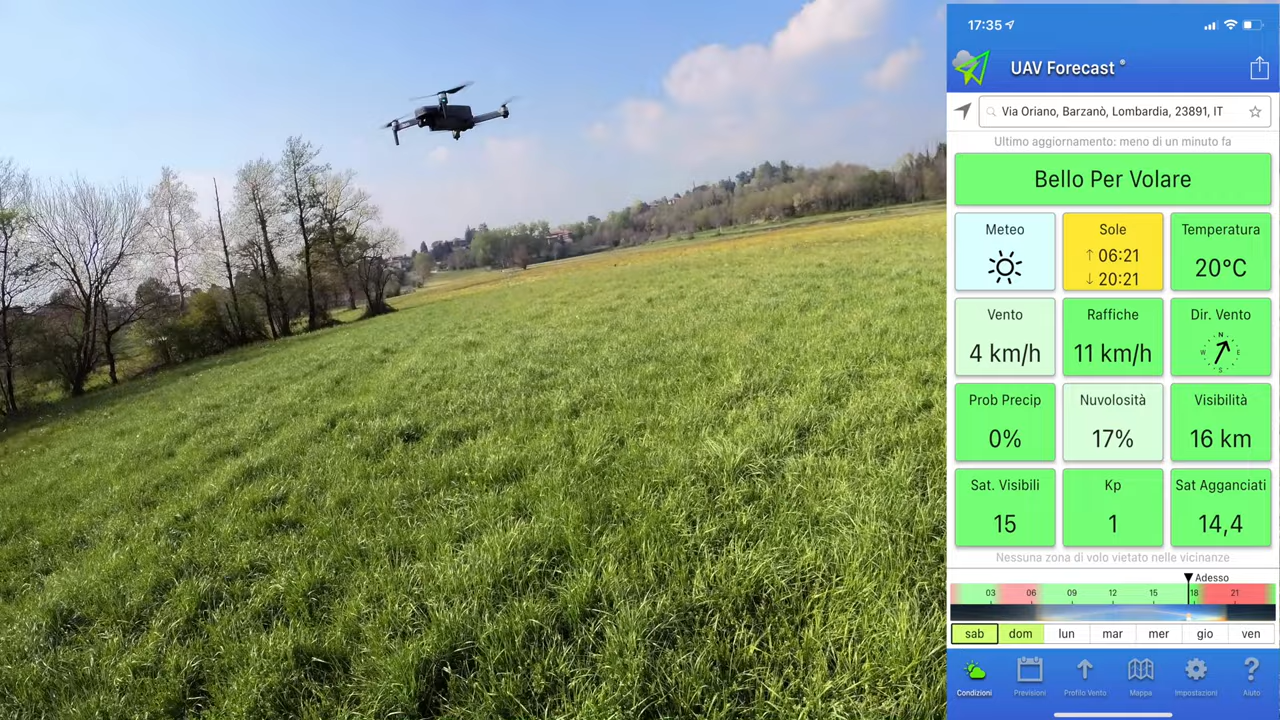 17:35
UAV Forecast ®
Via Oriano, Barzanò, Lombardia, 23891, IT
Ultimo aggiornamento: meno di un minuto fa
Bello Per Volare
Meteo
Sole
↑ 06:21
↓ 20:21
Temperatura
20°C
Vento
4 km/h
Raffiche
11 km/h
Dir. Vento
N
W E
S
Prob Precip
0%
Nuvolosità
17%
Visibilità
16 km
Sat. Visibili
15
Kp
1
Sat Agganciati
14,4
Nessuna zona di volo vietato nelle vicinanze
Adesso
03 06 09 12 15 18 21
sab dom lun mar mer gio ven
Condizioni Previsioni Profilo Vento Mappa Impostazioni Aiuto